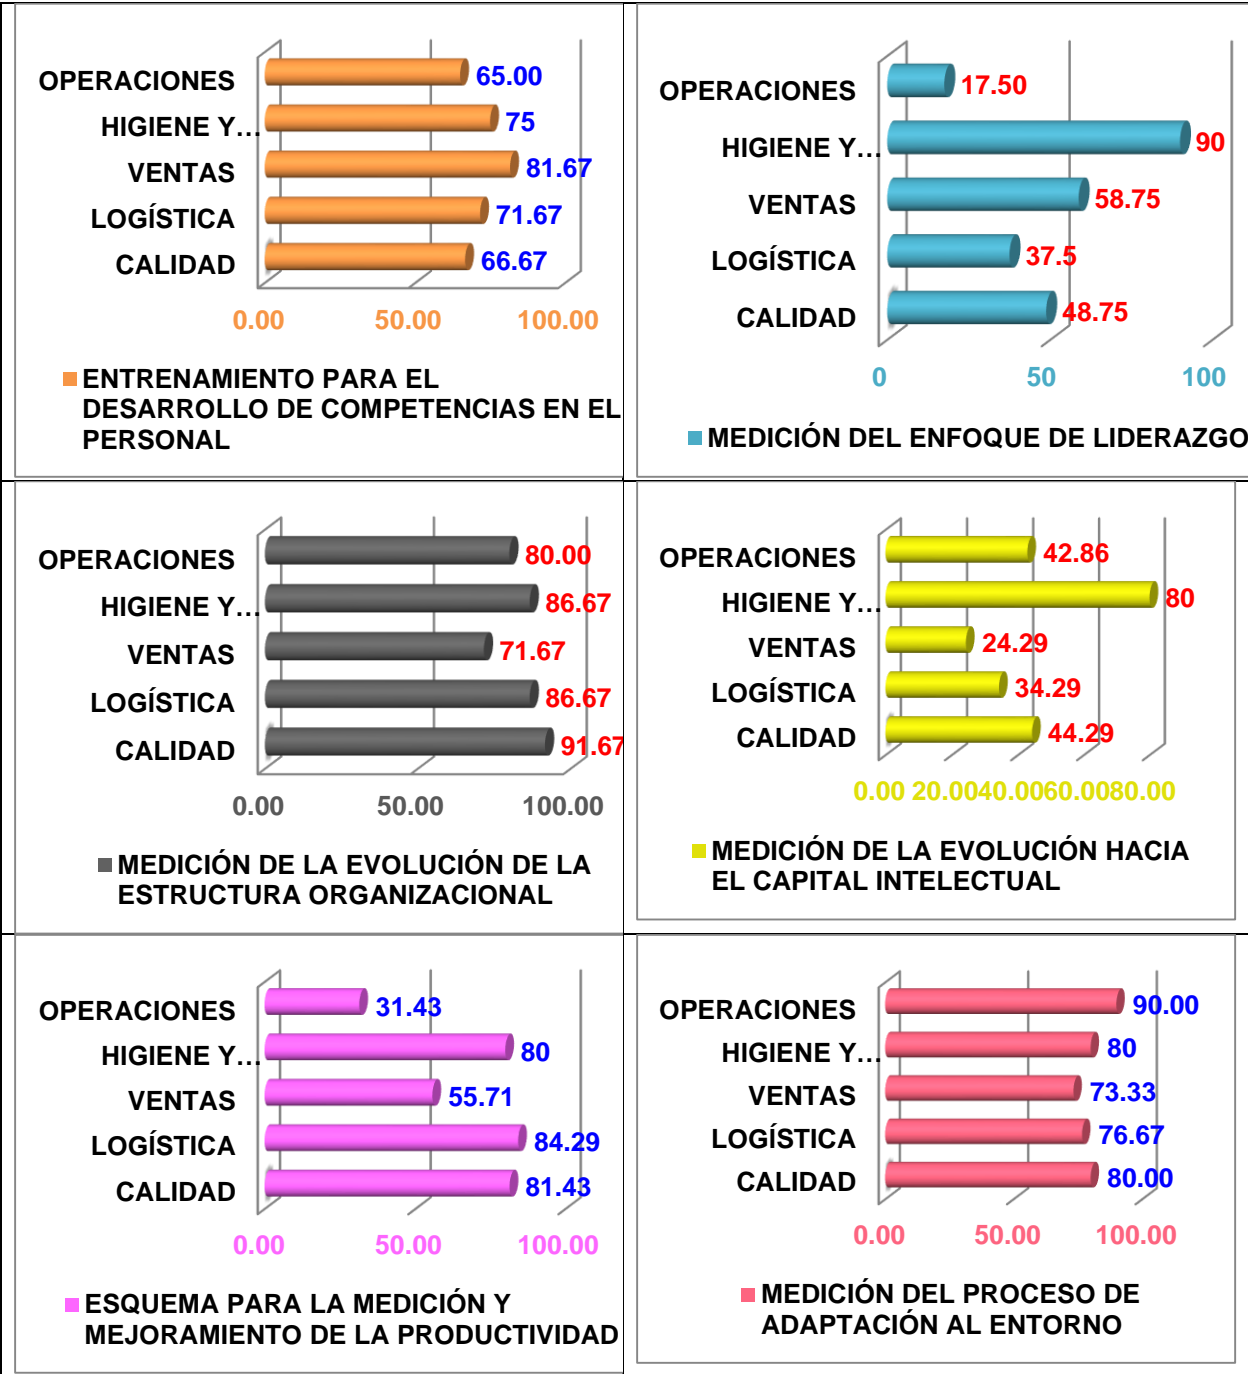 OPERACIONES 65.00
HIGIENE Y... 75
VENTAS 81.67
LOGÍSTICA 71.67
CALIDAD 66.67
0.00 50.00 100.00
ENTRENAMIENTO PARA EL
DESARROLLO DE COMPETENCIAS EN EL
PERSONAL
OPERACIONES 17.50
HIGIENE Y... 90
VENTAS 58.75
LOGÍSTICA 37.5
CALIDAD 48.75
0 50 100
MEDICIÓN DEL ENFOQUE DE LIDERAZGO
OPERACIONES 80.00
HIGIENE Y... 86.67
VENTAS 71.67
LOGÍSTICA 86.67
CALIDAD 91.67
0.00 50.00 100.00
MEDICIÓN DE LA EVOLUCIÓN DE LA
ESTRUCTURA ORGANIZACIONAL
OPERACIONES 42.86
HIGIENE Y... 80
VENTAS 24.29
LOGÍSTICA 34.29
CALIDAD 44.29
0.00 20.00 40.00 60.00 80.00
MEDICIÓN DE LA EVOLUCIÓN HACIA
EL CAPITAL INTELECTUAL
OPERACIONES 31.43
HIGIENE Y... 80
VENTAS 55.71
LOGÍSTICA 84.29
CALIDAD 81.43
0.00 50.00 100.00
ESQUEMA PARA LA MEDICIÓN Y
MEJORAMIENTO DE LA PRODUCTIVIDAD
OPERACIONES 90.00
HIGIENE Y... 80
VENTAS 73.33
LOGÍSTICA 76.67
CALIDAD 80.00
0.00 50.00 100.00
MEDICIÓN DEL PROCESO DE
ADAPTACIÓN AL ENTORNO